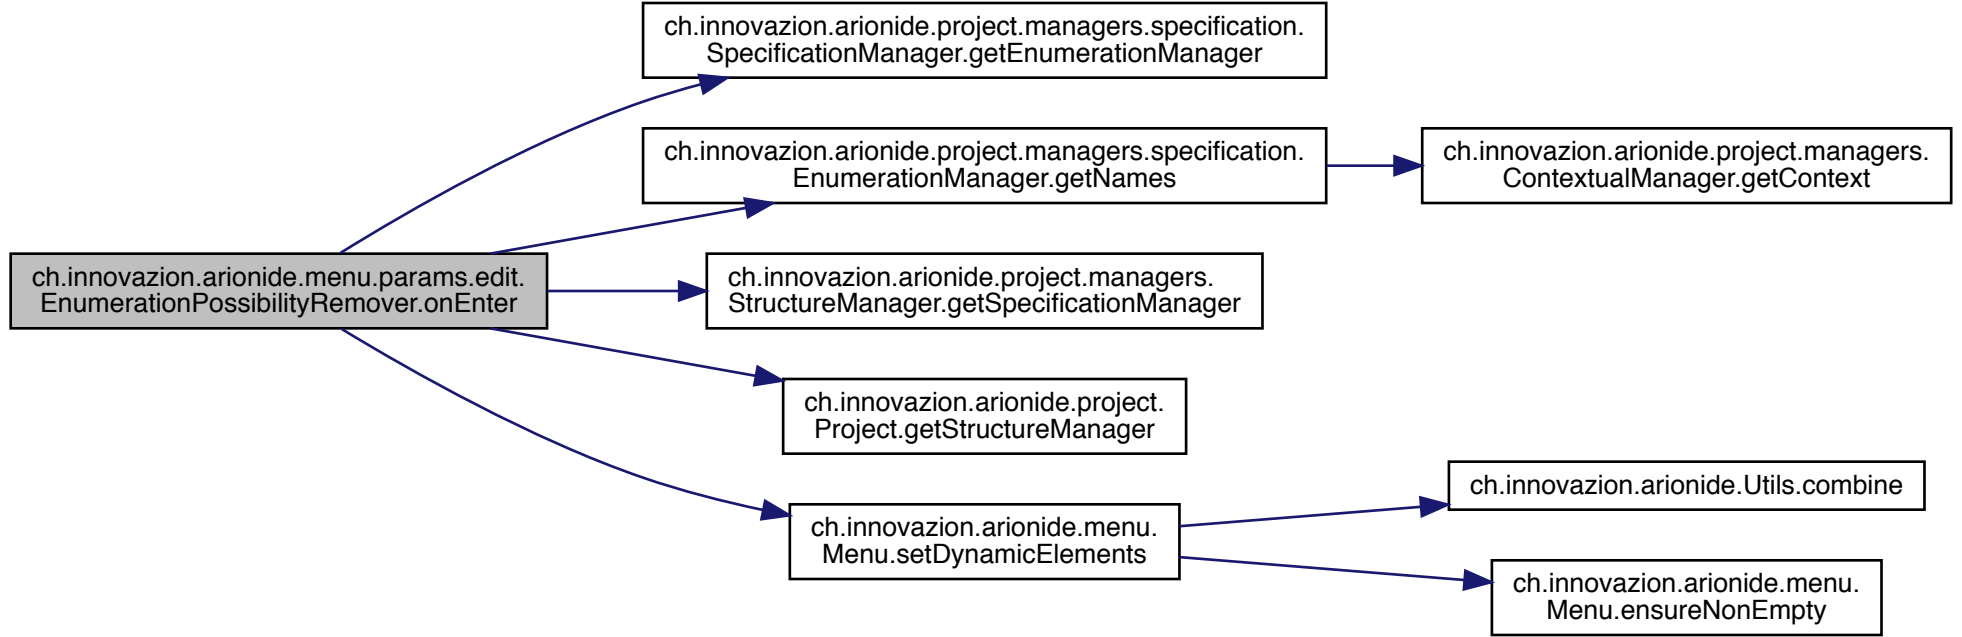 ch.innovazion.arionide.project.managers.specification.
SpecificationManager.getEnumerationManager
ch.innovazion.arionide.project.managers.specification.
EnumerationManager.getNames
ch.innovazion.arionide.project.managers.
ContextualManager.getContext
ch.innovazion.arionide.menu.params.edit.
EnumerationPossibilityRemover.onEnter
ch.innovazion.arionide.project.managers.
StructureManager.getSpecificationManager
ch.innovazion.arionide.project.
Project.getStructureManager
ch.innovazion.arionide.menu.
Menu.setDynamicElements
ch.innovazion.arionide.Utils.combine
ch.innovazion.arionide.menu.
Menu.ensureNonEmpty